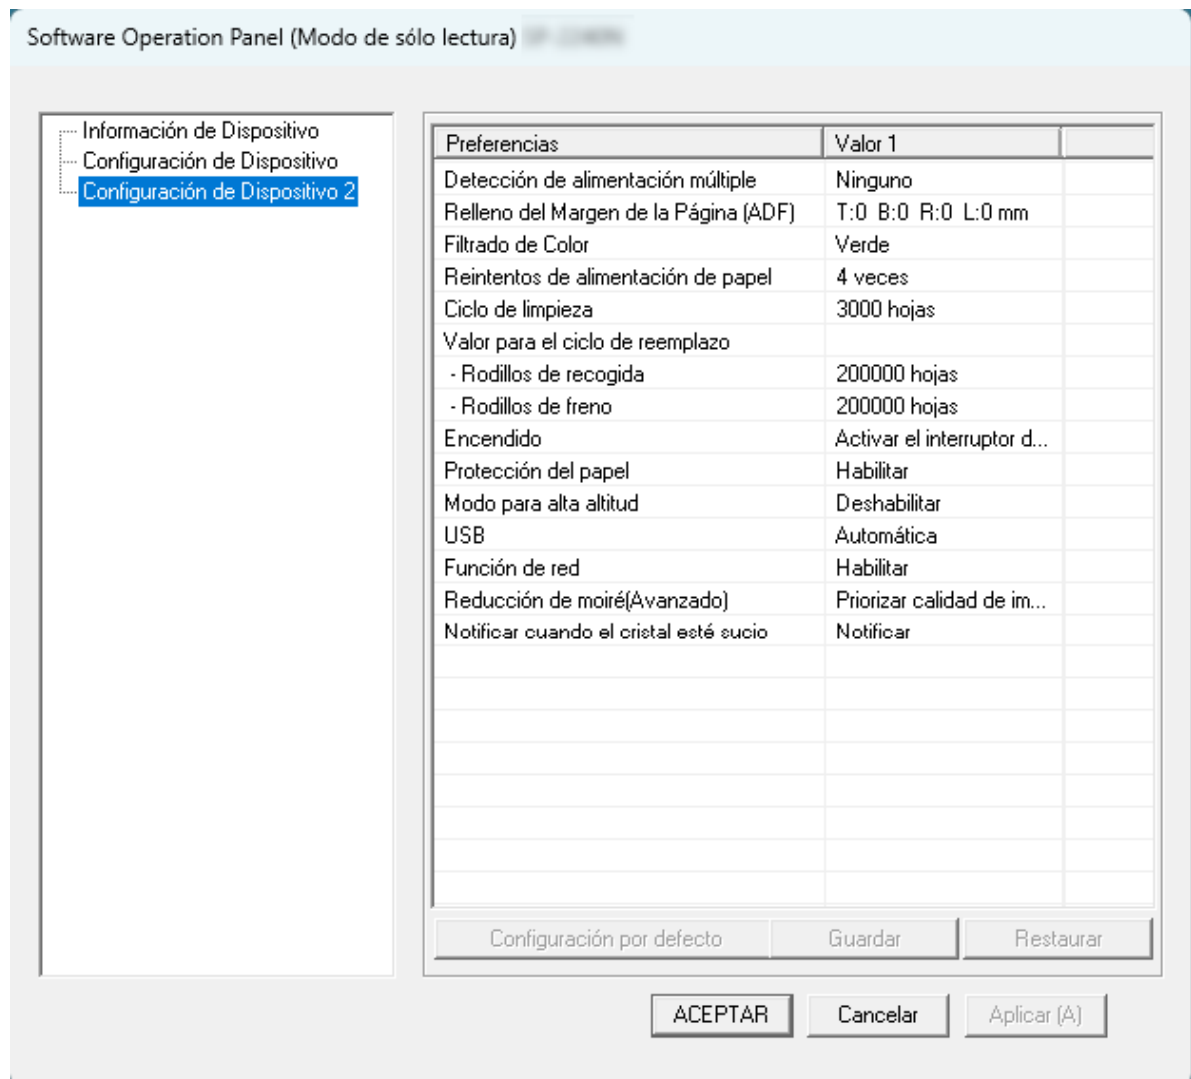 Software Operation Panel (Modo de sólo lectura)
Información de Dispositivo
Configuración de Dispositivo
Configuración de Dispositivo 2
Preferencias Valor 1
Detección de alimentación múltiple Ninguno
Relleno del Margen de la Página (ADF) T:0 B:0 R:0 L:0 mm
Filtrado de Color Verde
Reintentos de alimentación de papel 4 veces
Ciclo de limpieza 3000 hojas
Valor para el ciclo de reemplazo
- Rodillos de recogida 200000 hojas
- Rodillos de freno 200000 hojas
Encendido Activar el interruptor d...
Protección del papel Habilitar
Modo para alta altitud Deshabilitar
USB Automática
Función de red Habilitar
Reducción de moiré(Avanzado) Priorizar calidad de im...
Notificar cuando el cristal esté sucio Notificar
Configuración por defecto Guardar Restaurar
ACEPTAR Cancelar Aplicar (A)